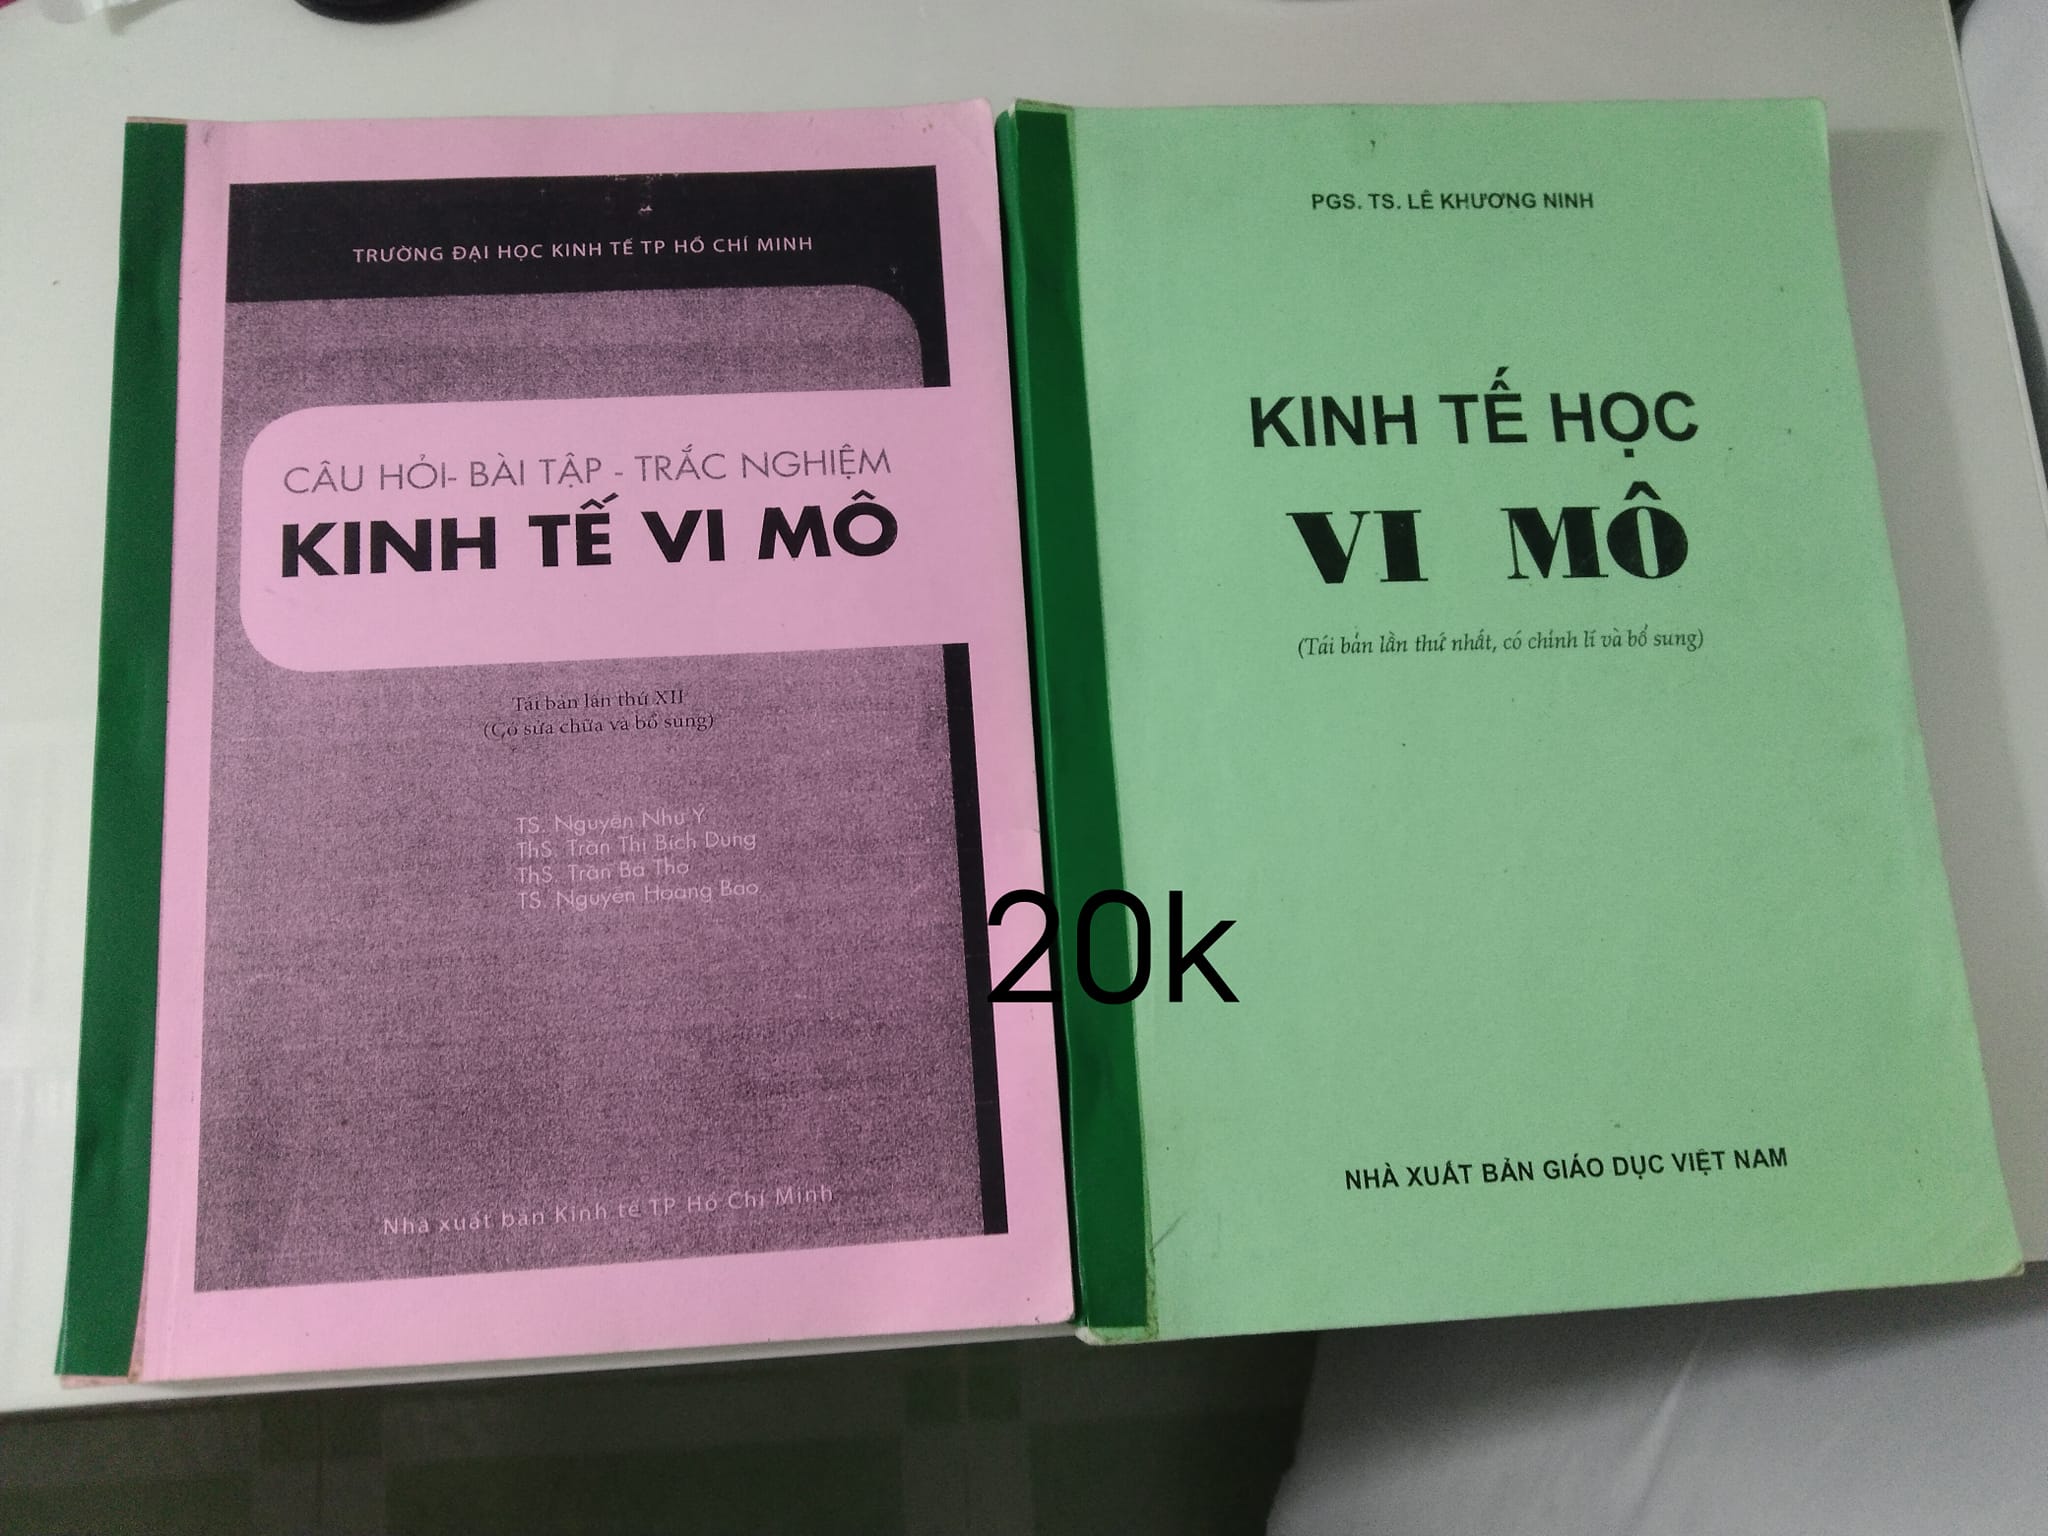 TRƯỜNG ĐẠI HỌC KINH TẾ TP HỒ CHÍ MINH
CÂU HỎI- BÀI TẬP - TRẮC NGHIỆM
KINH TẾ VI MÔ
Tái bản lần thứ XII
(Có sửa chữa và bổ sung)
TS. Nguyễn Như Ý
ThS. Trần Thị Bích Dung
ThS. Trần Bá Thọ
TS. Nguyễn Hoàng Bảo
Nhà xuất bản Kinh tế TP Hồ Chí Minh
PGS. TS. LÊ KHƯƠNG NINH
KINH TẾ HỌC
VI MÔ
(Tái bản lần thứ nhất, có chỉnh lí và bổ sung)
NHÀ XUẤT BẢN GIÁO DỤC VIỆT NAM
20k